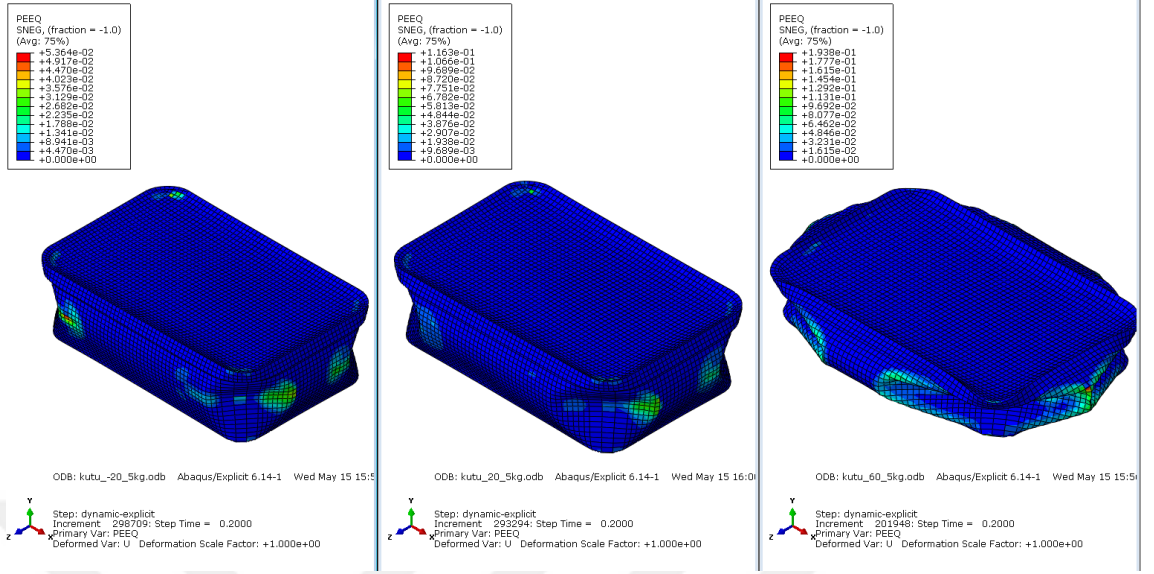 PEEQ
SNEG, (fraction = -1.0)
(Avg: 75%)
+5.364e-02
+4.917e-02
+4.470e-02
+4.023e-02
+3.576e-02
+3.129e-02
+2.682e-02
+2.235e-02
+1.788e-02
+1.341e-02
+8.941e-03
+4.470e-03
+0.000e+00
ODB: kutu_-20_5kg.odb Abaqus/Explicit 6.14-1 Wed May 15 15:5
Y
Z
X
Step: dynamic-explicit
Increment 298709: Step Time = 0.2000
Primary Var: PEEQ
Deformed Var: U Deformation Scale Factor: +1.000e+00
PEEQ
SNEG, (fraction = -1.0)
(Avg: 75%)
+1.163e-01
+1.066e-01
+9.689e-02
+8.720e-02
+7.751e-02
+6.782e-02
+5.813e-02
+4.844e-02
+3.876e-02
+2.907e-02
+1.938e-02
+9.689e-03
+0.000e+00
ODB: kutu_20_5kg.odb Abaqus/Explicit 6.14-1 Wed May 15 16:0
Y
Z
X
Step: dynamic-explicit
Increment 293294: Step Time = 0.2000
Primary Var: PEEQ
Deformed Var: U Deformation Scale Factor: +1.000e+00
PEEQ
SNEG, (fraction = -1.0)
(Avg: 75%)
+1.938e-01
+1.777e-01
+1.615e-01
+1.454e-01
+1.292e-01
+1.131e-01
+9.692e-02
+8.077e-02
+6.462e-02
+4.846e-02
+3.231e-02
+1.615e-02
+0.000e+00
ODB: kutu_60_5kg.odb Abaqus/Explicit 6.14-1 Wed May 15 15:5
Y
Z
X
Step: dynamic-explicit
Increment 201948: Step Time = 0.2000
Primary Var: PEEQ
Deformed Var: U Deformation Scale Factor: +1.000e+00